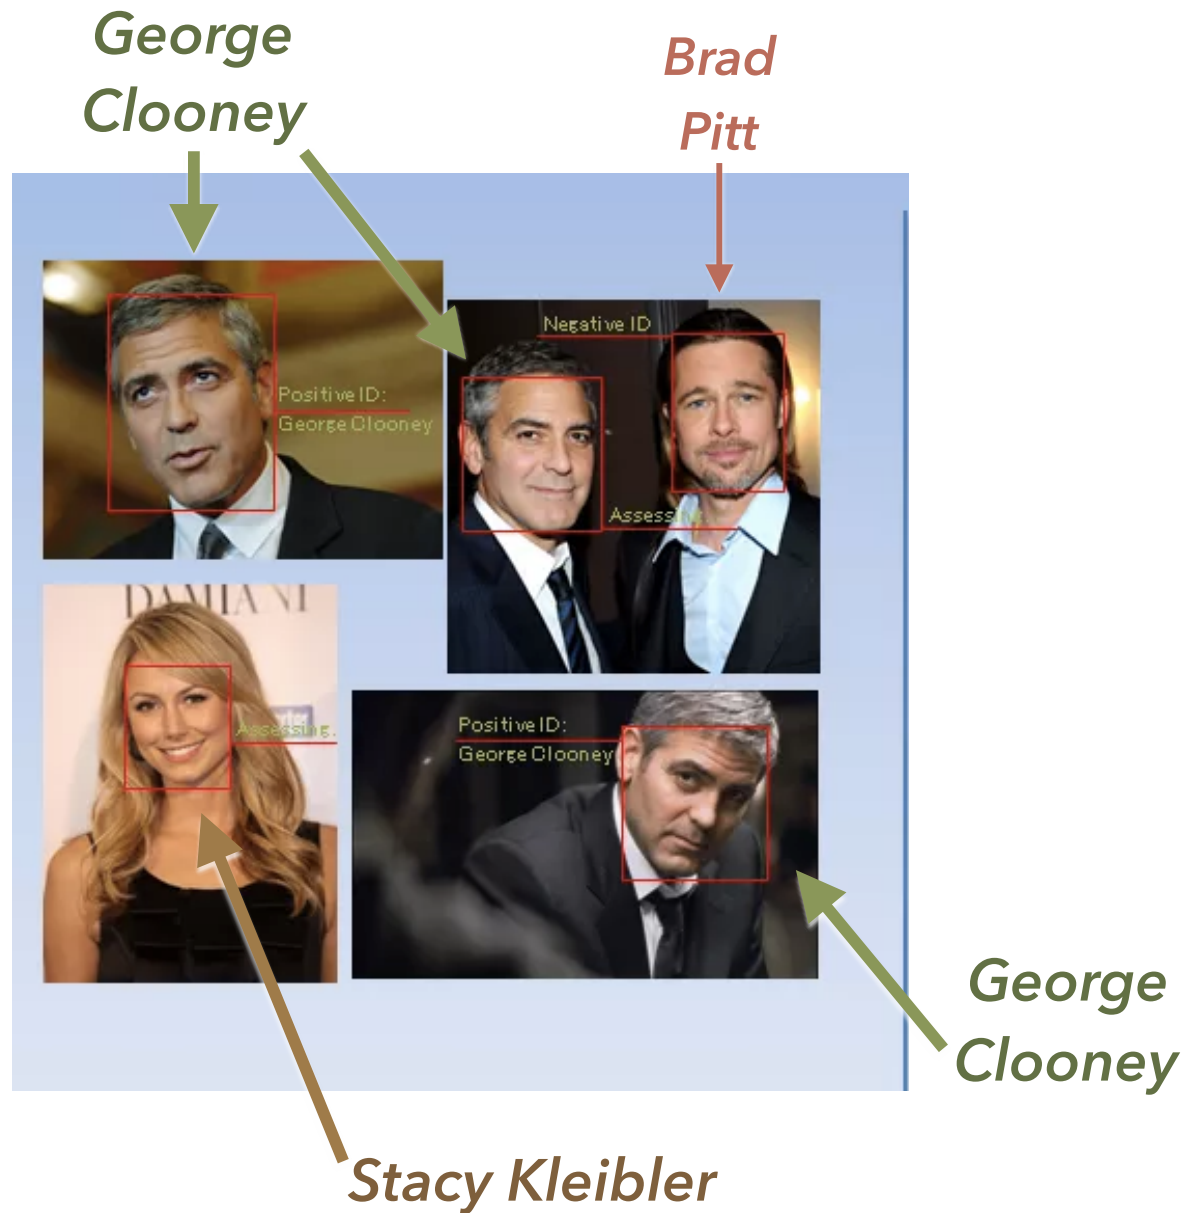 George
Clooney
Brad
Pitt
Negative ID
Positive ID:
George Clooney
Assessing
DAMIANI
Assessing.
Positive ID:
George Clooney
George
Clooney
Stacy Kleibler